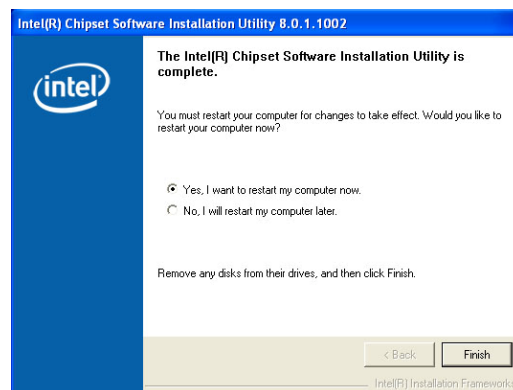 Intel(R) Chipset Software Installation Utility 8.0.1.1002
intel
The Intel(R) Chipset Software Installation Utility is
complete.
You must restart your computer for changes to take effect. Would you like to
restart your computer now?
Yes, I want to restart my computer now.
No, I will restart my computer later.
Remove any disks from their drives, and then click Finish.
< Back
Finish
Intel(R) Installation Frameworks